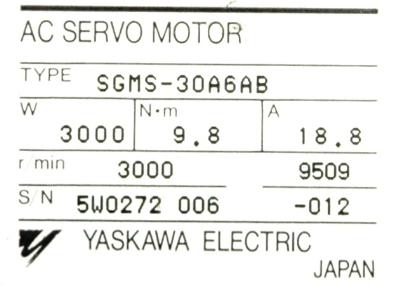 AC SERVO MOTOR
TYPE SGMS-30A6AB
W 3000 N·m 9.8 A 18.8
r/min 3000 9509
S/N 5W0272 006 -012
YASKAWA ELECTRIC
JAPAN